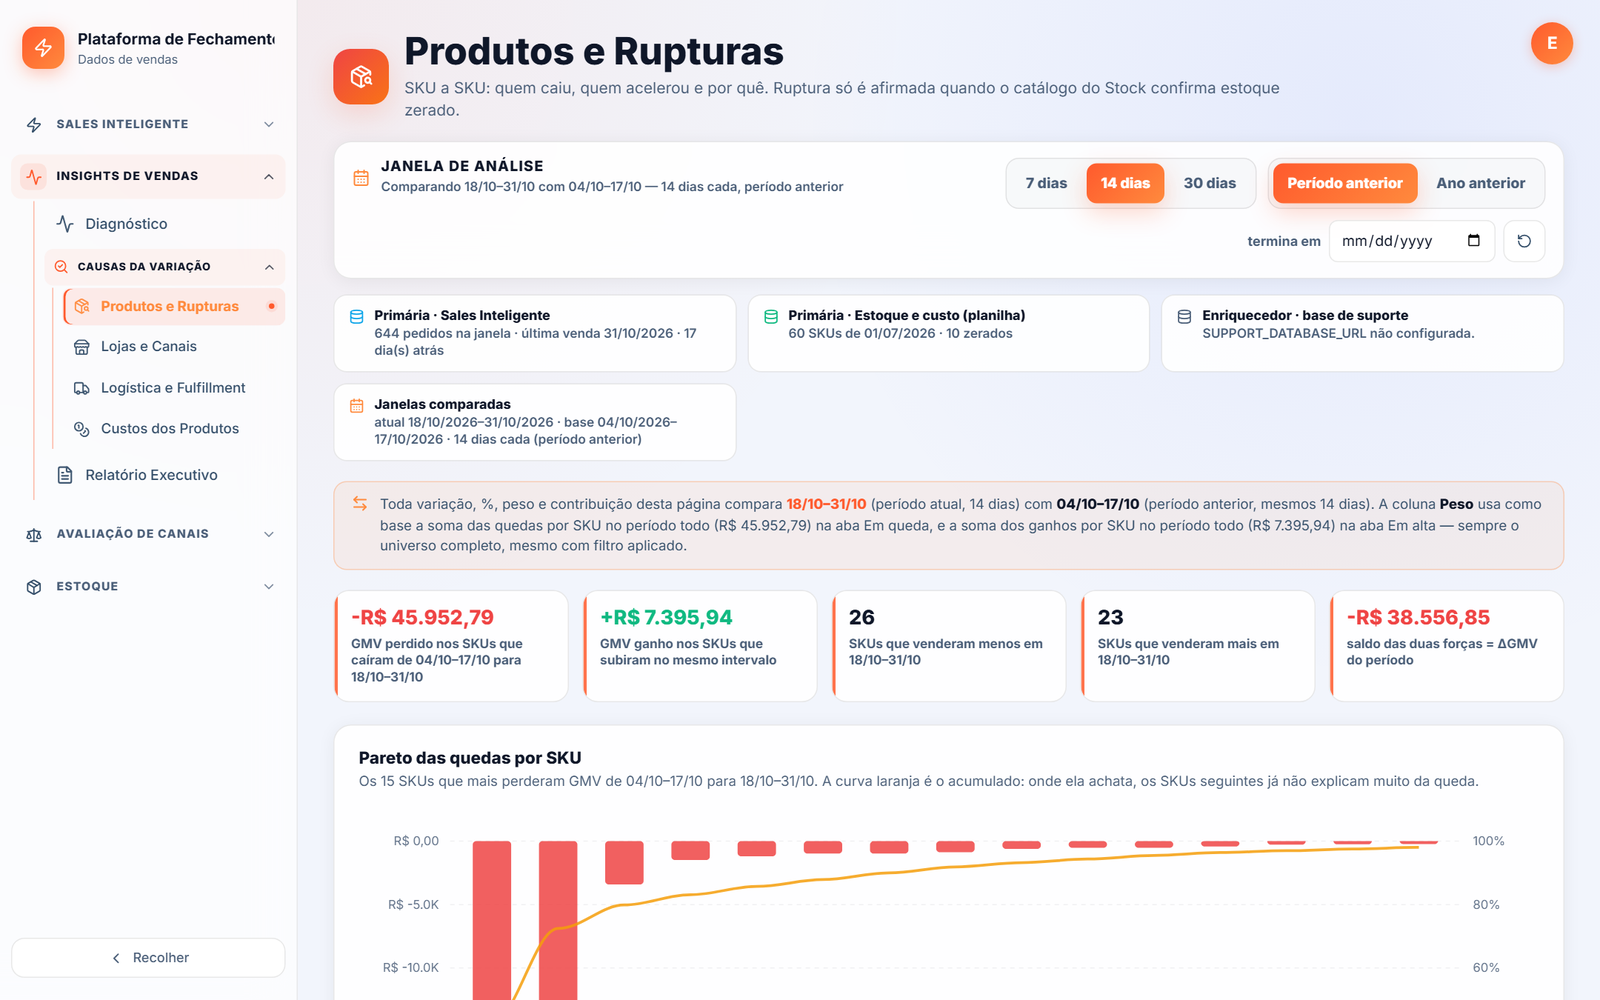 Plataforma de Fechament
Dados de vendas
SALES INTELIGENTE
INSIGHTS DE VENDAS
Diagnóstico
CAUSAS DA VARIAÇÃO
Produtos e Rupturas
Lojas e Canais
Logística e Fulfillment
Custos dos Produtos
Relatório Executivo
AVALIAÇÃO DE CANAIS
ESTOQUE
Recolher
Produtos e Rupturas
SKU a SKU: quem caiu, quem acelerou e por quê. Ruptura só é afirmada quando o catálogo do Stock confirma estoque
zerado.
E
JANELA DE ANÁLISE
Comparando 18/10–31/10 com 04/10–17/10 — 14 dias cada, período anterior
7 dias
14 dias
30 dias
Período anterior
Ano anterior
termina em
mm/dd/yyyy
Primária · Sales Inteligente
644 pedidos na janela · última venda 31/10/2026 · 17
dia(s) atrás
Primária · Estoque e custo (planilha)
60 SKUs de 01/07/2026 · 10 zerados
Enriquecedor · base de suporte
SUPPORT_DATABASE_URL não configurada.
Janelas comparadas
atual 18/10/2026–31/10/2026 · base 04/10/2026–
17/10/2026 · 14 dias cada (período anterior)
Toda variação, %, peso e contribuição desta página compara 18/10–31/10 (período atual, 14 dias) com 04/10–17/10 (período anterior, mesmos 14 dias). A coluna Peso usa como
base a soma das quedas por SKU no período todo (R$ 45.952,79) na aba Em queda, e a soma dos ganhos por SKU no período todo (R$ 7.395,94) na aba Em alta — sempre o
universo completo, mesmo com filtro aplicado.
-R$ 45.952,79
GMV perdido nos SKUs que
caíram de 04/10–17/10 para
18/10–31/10
+R$ 7.395,94
GMV ganho nos SKUs que
subiram no mesmo intervalo
26
SKUs que venderam menos em
18/10–31/10
23
SKUs que venderam mais em
18/10–31/10
-R$ 38.556,85
saldo das duas forças = ΔGMV
do período
Pareto das quedas por SKU
Os 15 SKUs que mais perderam GMV de 04/10–17/10 para 18/10–31/10. A curva laranja é o acumulado: onde ela achata, os SKUs seguintes já não explicam muito da queda.
R$ 0,00
100%
R$ -5.0K
80%
R$ -10.0K
60%